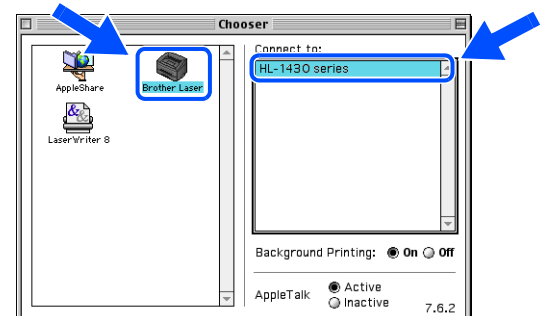 Chooser
AppleShare
Brother Laser
LaserWriter 8
Connect to:
HL-1430 series
Background Printing: On Off
AppleTalk Active
Inactive
7.6.2